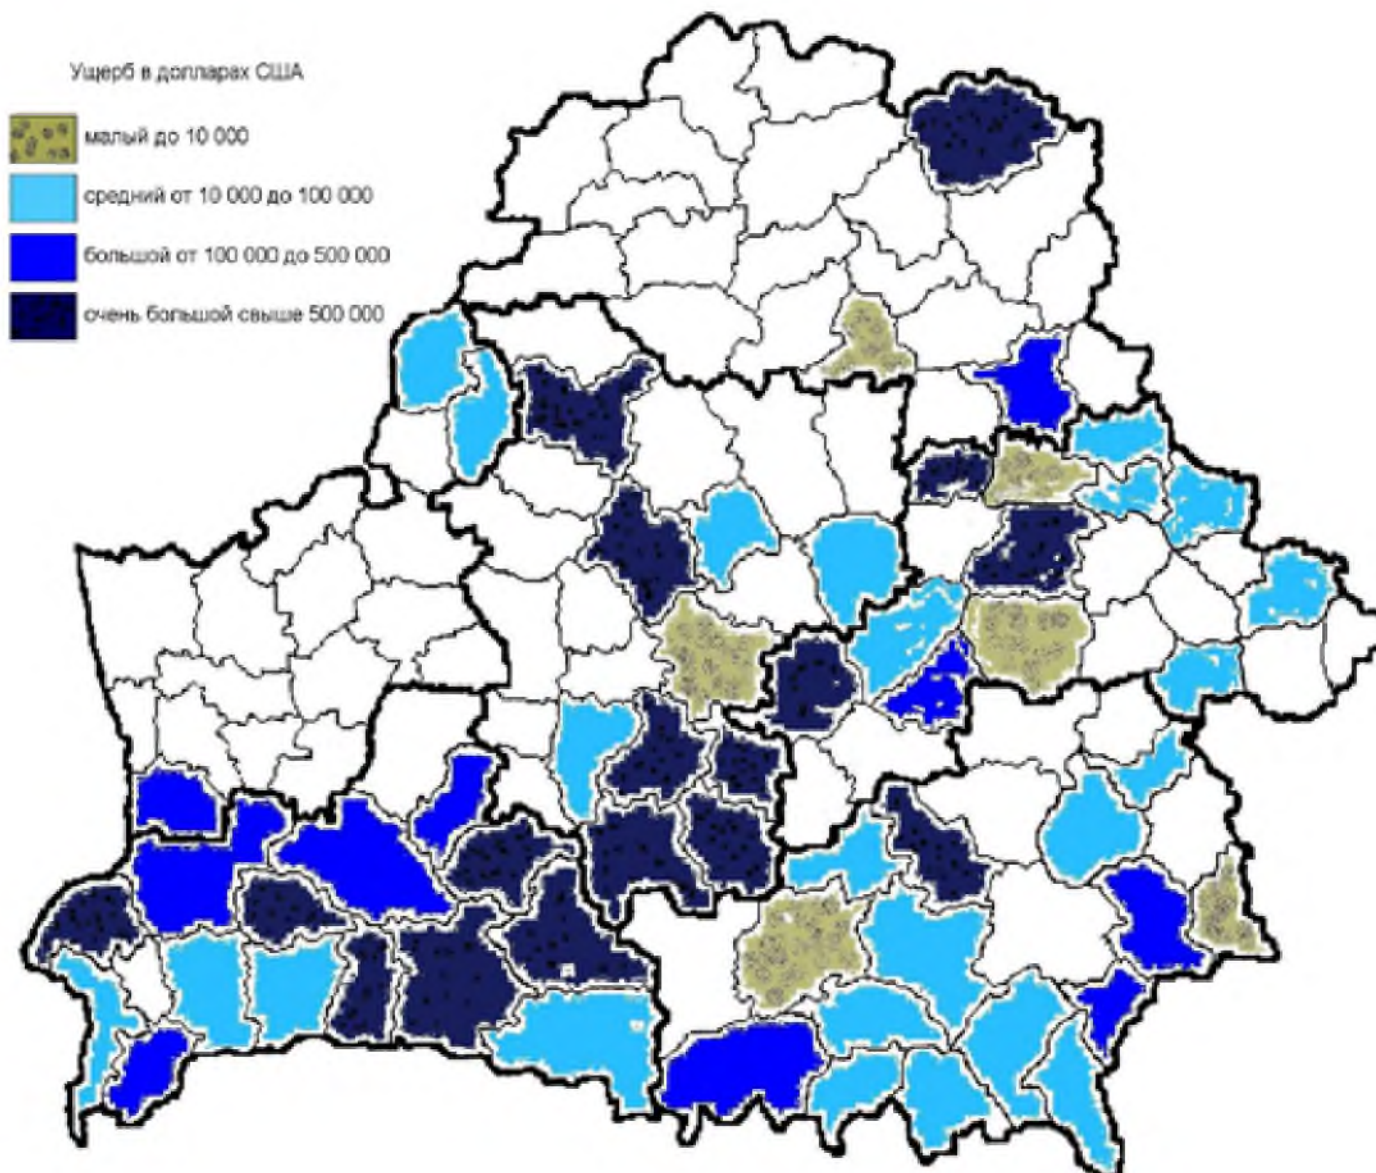 Ущерб в долларах США
малый до 10 000
средний от 10 000 до 100 000
большой от 100 000 до 500 000
очень большой свыше 500 000